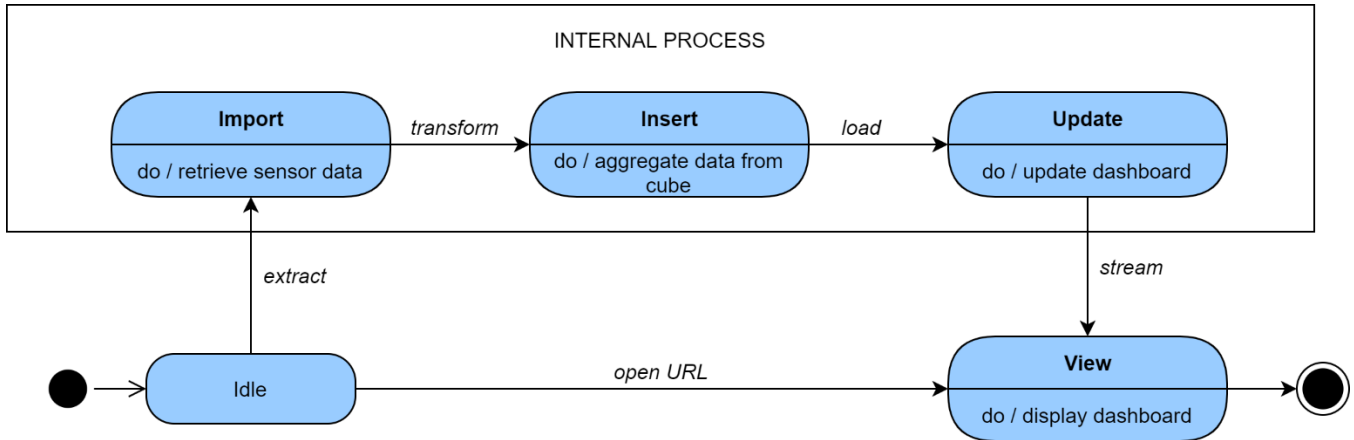 INTERNAL PROCESS
Import
do / retrieve sensor data
transform
Insert
do / aggregate data from
cube
load
Update
do / update dashboard
extract
stream
Idle
open URL
View
do / display dashboard